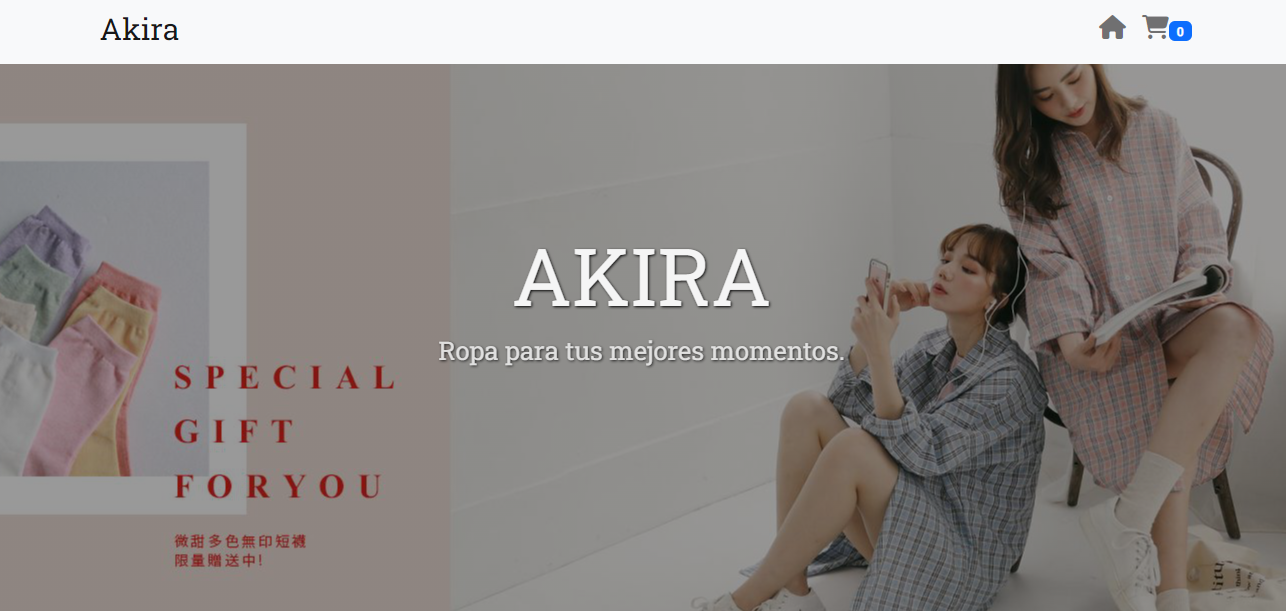 Akira
0
AKIRA
Ropa para tus mejores momentos.
SPECIAL
GIFT
FORYOU
微甜多色無印短襪
限量贈送中!